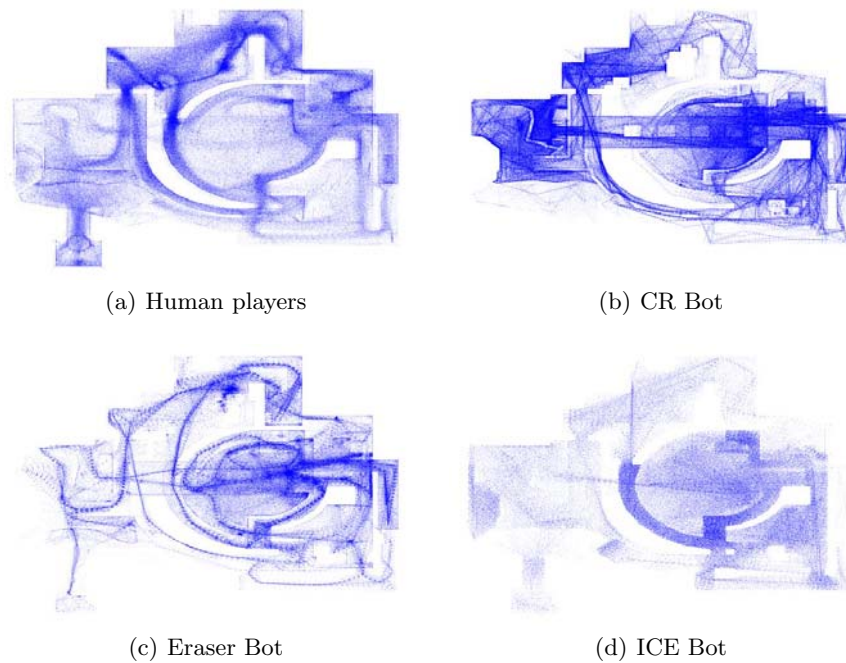 (a) Human players
(b) CR Bot
(c) Eraser Bot
(d) ICE Bot